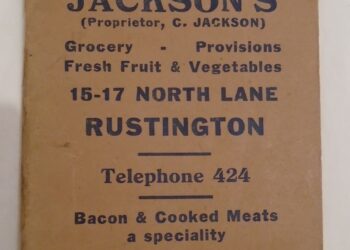 JACKSON'S
(Proprietor, C. JACKSON)
Grocery - Provisions
Fresh Fruit & Vegetables
15-17 NORTH LANE
RUSTINGTON
Telephone 424
Bacon & Cooked Meats
a speciality